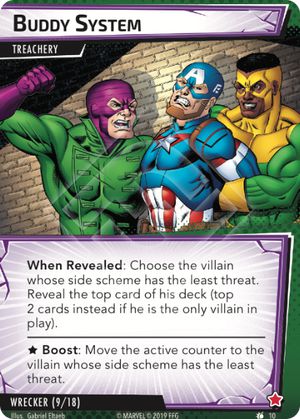 BUDDY SYSTEM
TREACHERY
When Revealed: Choose the villain
whose side scheme has the least threat.
Reveal the top card of his deck (top
2 cards instead if he is the only villain in
play).
★ Boost: Move the active counter to the
villain whose side scheme has the least
threat.
WRECKER (9/18)
Illus. Gabriel Eltaeb
© MARVEL © 2019 FFG
10